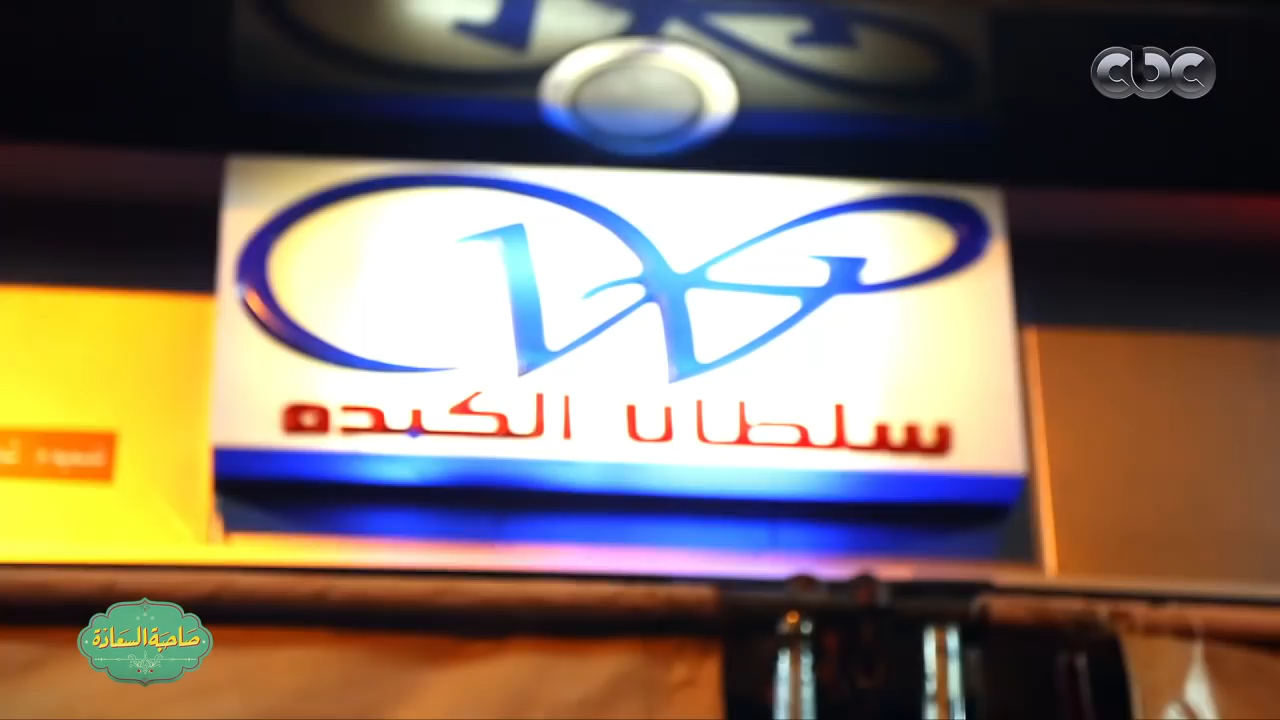 cbc
سلطان الكبده
صاحبة السعادة